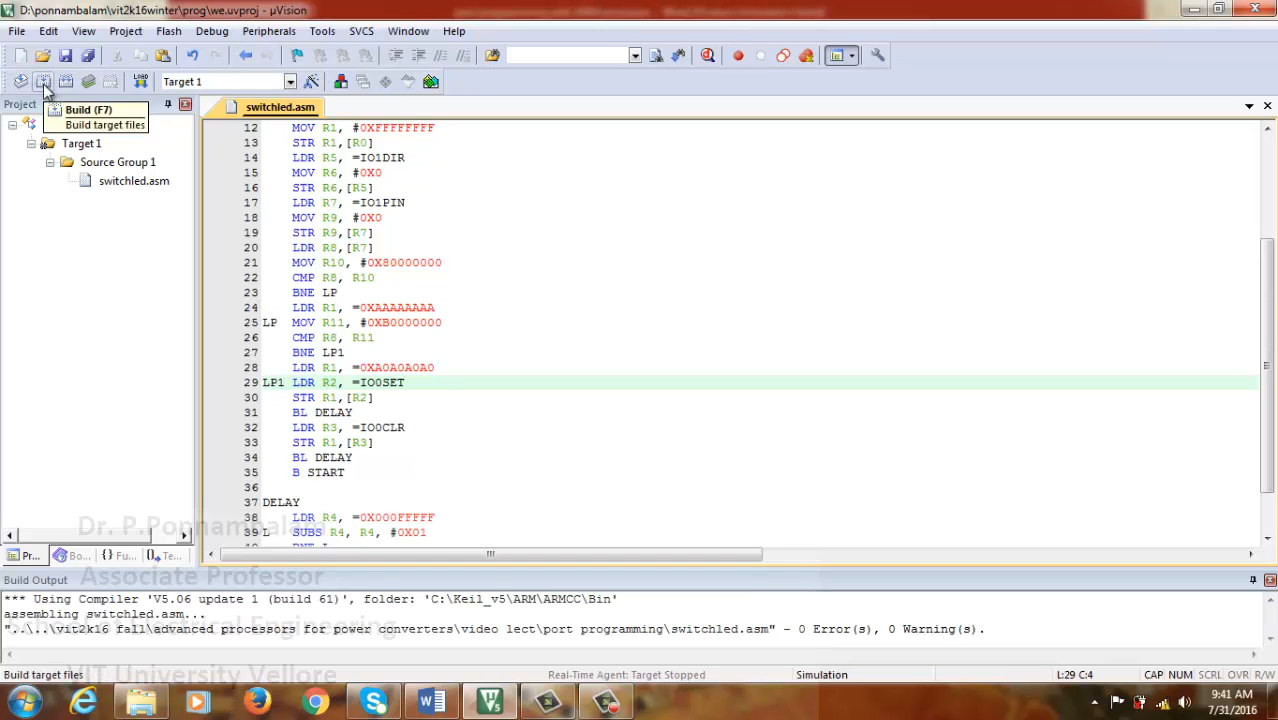 D:\ponnambalam\vit2k16winter\prog\we.uvproj - µVision
File Edit View Project Flash Debug Peripherals Tools SVCS Window Help
LOAD Target 1
Project
switchled.asm
Build (F7)
Build target files
Target 1
Source Group 1
switchled.asm
12 MOV R1, #0XFFFFFFFF
13 STR R1,[R0]
14 LDR R5, =IO1DIR
15 MOV R6, #0X0
16 STR R6,[R5]
17 LDR R7, =IO1PIN
18 MOV R9, #0X0
19 STR R9,[R7]
20 LDR R8,[R7]
21 MOV R10, #0X80000000
22 CMP R8, R10
23 BNE LP
24 LDR R1, =0XAAAAAAAA
25 LP MOV R11, #0XB0000000
26 CMP R8, R11
27 BNE LP1
28 LDR R1, =0XA0A0A0A0
29 LP1 LDR R2, =IO0SET
30 STR R1,[R2]
31 BL DELAY
32 LDR R3, =IO0CLR
33 STR R1,[R3]
34 BL DELAY
35 B START
36
37 DELAY
38 LDR R4, =0X000FFFFF
39 L SUBS R4, R4, #0X01
Dr. P.Ponnambalam
Pr... Bo... {} Fu... Te...
Associate Professor
Build Output
*** Using Compiler 'V5.06 update 1 (build 61)', folder: 'C:\Keil_v5\ARM\ARMCC\Bin'
assembling switchled.asm...
"..\..\vit2k16 fall\advanced processors for power converters\video lect\port programming\switchled.asm" - 0 Error(s), 0 Warning(s).
Electrical Engineering
VIT University Vellore
Build target files Real-Time Agent: Target Stopped Simulation L:29 C:4 CAP NUM SCRL OVR R/W
9:41 AM
7/31/2016